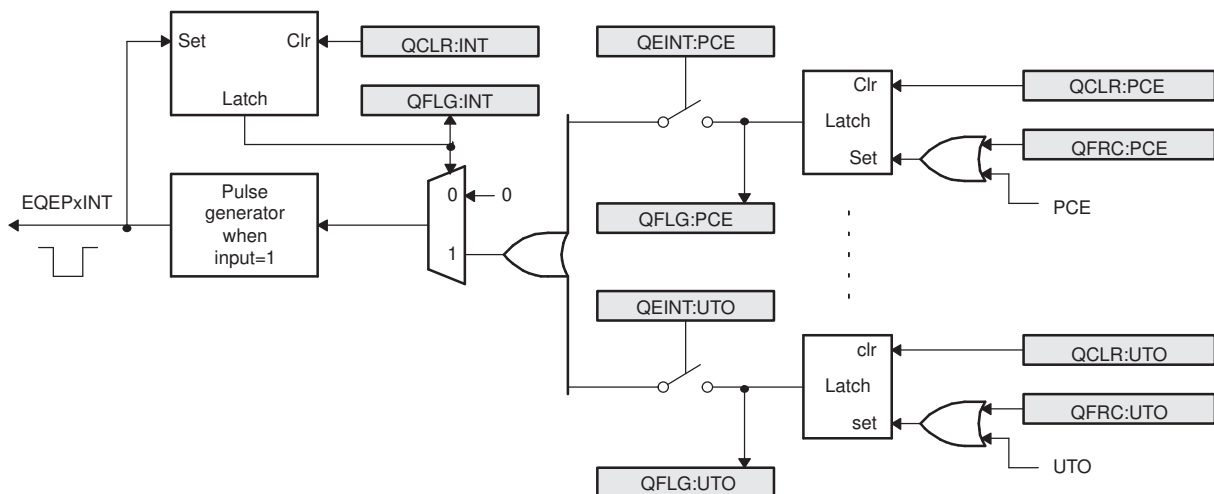 Set
Clr
Latch
QCLR:INT
QFLG:INT
EQEPxINT
Pulse
generator
when
input=1
0
0
1
QEINT:PCE
QFLG:PCE
Clr
Latch
Set
QCLR:PCE
QFRC:PCE
PCE
QEINT:UTO
QFLG:UTO
clr
Latch
set
QCLR:UTO
QFRC:UTO
UTO